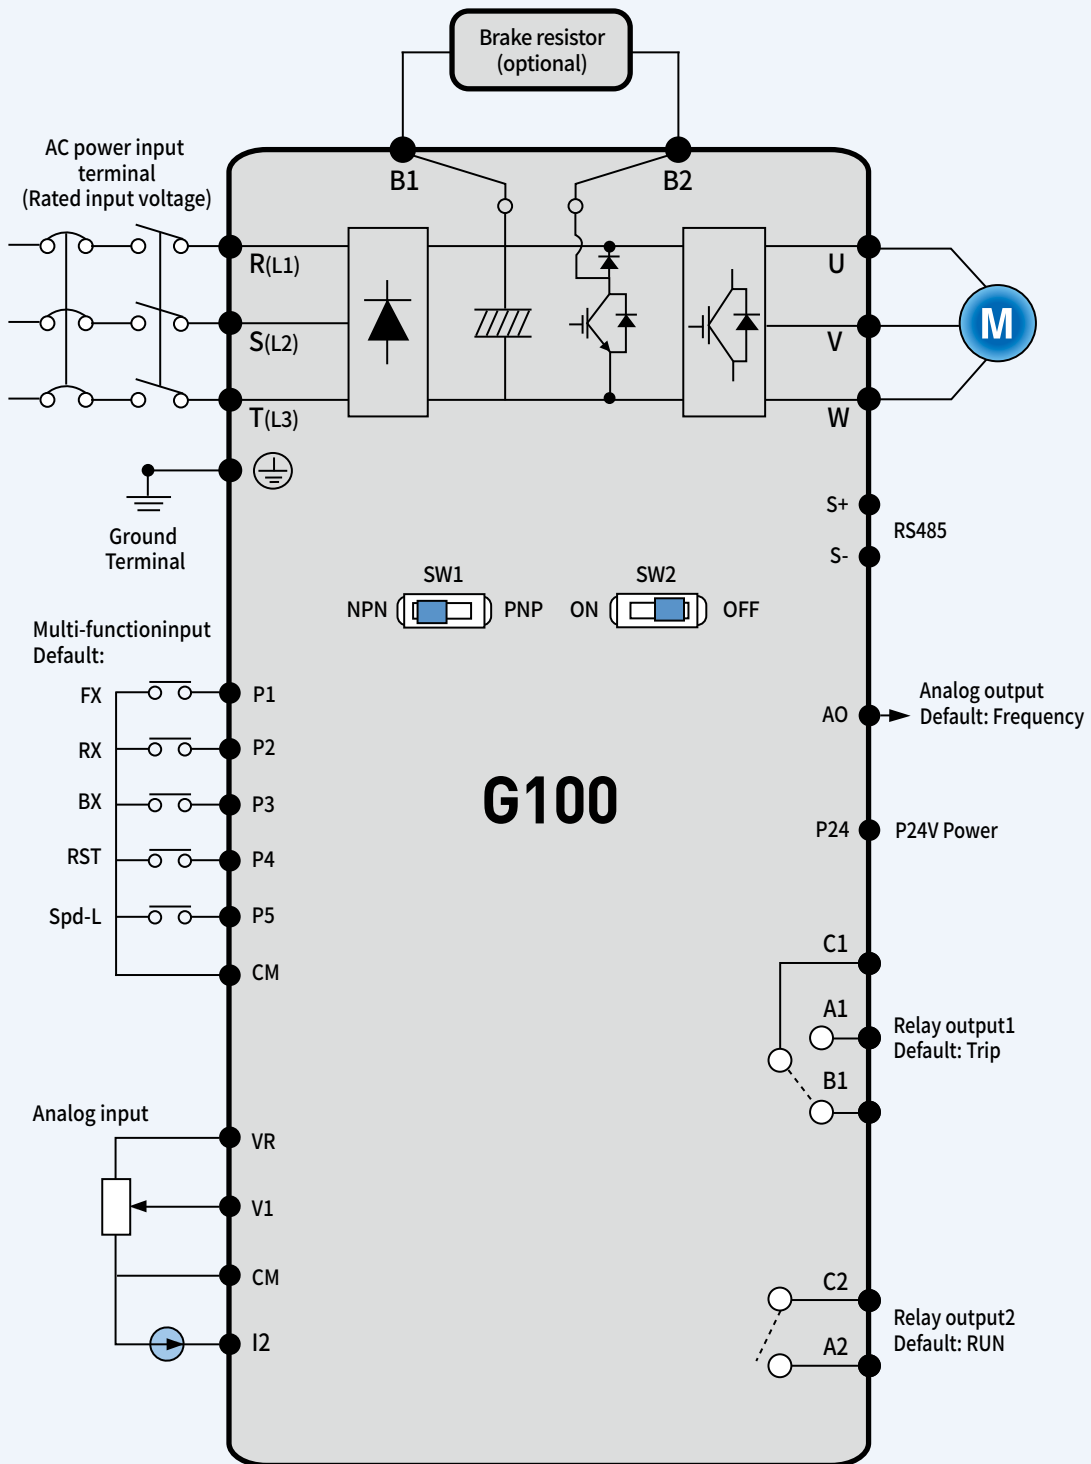 Brake resistor
(optional)
AC power input
terminal
(Rated input voltage)
B1
B2
R(L1)
S(L2)
T(L3)
U
V
W
M
Ground
Terminal
S+
S-
RS485
SW1
NPN
PNP
SW2
ON
OFF
Multi-functioninput
Default:
FX
P1
RX
P2
BX
P3
RST
P4
Spd-L
P5
CM
G100
AO
Analog output
Default: Frequency
P24
P24V Power
C1
A1
B1
Relay output1
Default: Trip
Analog input
VR
V1
CM
I2
C2
A2
Relay output2
Default: RUN